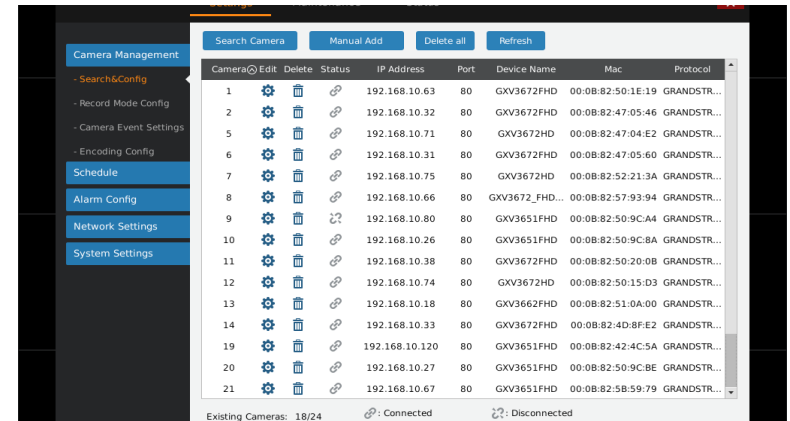 Settings Maintenance Status
Search Camera Manual Add Delete all Refresh
Camera Management
- Search&Config
- Record Mode Config
- Camera Event Settings
- Encoding Config
Schedule
Alarm Config
Network Settings
System Settings
Camera Edit Delete Status IP Address Port Device Name Mac Protocol
1 192.168.10.63 80 GXV3672FHD 00:0B:82:50:1E:19 GRANDSTR...
2 192.168.10.32 80 GXV3672FHD 00:0B:82:47:05:46 GRANDSTR...
5 192.168.10.71 80 GXV3672HD 00:0B:82:47:04:E2 GRANDSTR...
6 192.168.10.31 80 GXV3672FHD 00:0B:82:47:05:60 GRANDSTR...
7 192.168.10.75 80 GXV3672HD 00:0B:82:52:21:3A GRANDSTR...
8 192.168.10.66 80 GXV3672_FHD... 00:0B:82:57:93:94 GRANDSTR...
9 192.168.10.80 80 GXV3651FHD 00:0B:82:50:9C:A4 GRANDSTR...
10 192.168.10.26 80 GXV3651FHD 00:0B:82:50:9C:8A GRANDSTR...
11 192.168.10.38 80 GXV3672FHD 00:0B:82:50:20:0B GRANDSTR...
12 192.168.10.74 80 GXV3672HD 00:0B:82:50:15:D3 GRANDSTR...
13 192.168.10.18 80 GXV3662FHD 00:0B:82:51:0A:00 GRANDSTR...
14 192.168.10.33 80 GXV3672FHD 00:0B:82:4D:8F:E2 GRANDSTR...
19 192.168.10.120 80 GXV3651FHD 00:0B:82:42:4C:5A GRANDSTR...
20 192.168.10.27 80 GXV3651FHD 00:0B:82:50:9C:BE GRANDSTR...
21 192.168.10.67 80 GXV3651FHD 00:0B:82:5B:59:79 GRANDSTR...
Existing Cameras: 18/24 : Connected : Disconnected